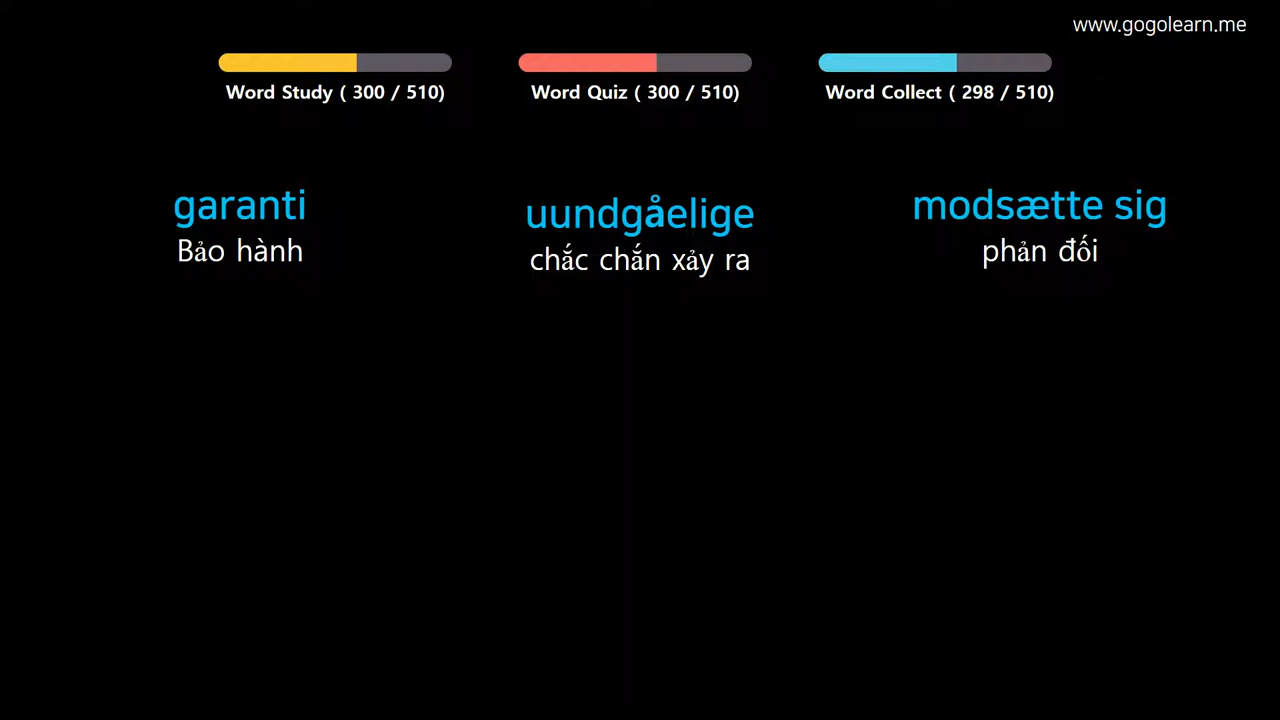 www.gogolearn.me
Word Study ( 300 / 510)
Word Quiz ( 300 / 510)
Word Collect ( 298 / 510)
garanti
Bảo hành
uundgåelige
chắc chắn xảy ra
modsætte sig
phản đối